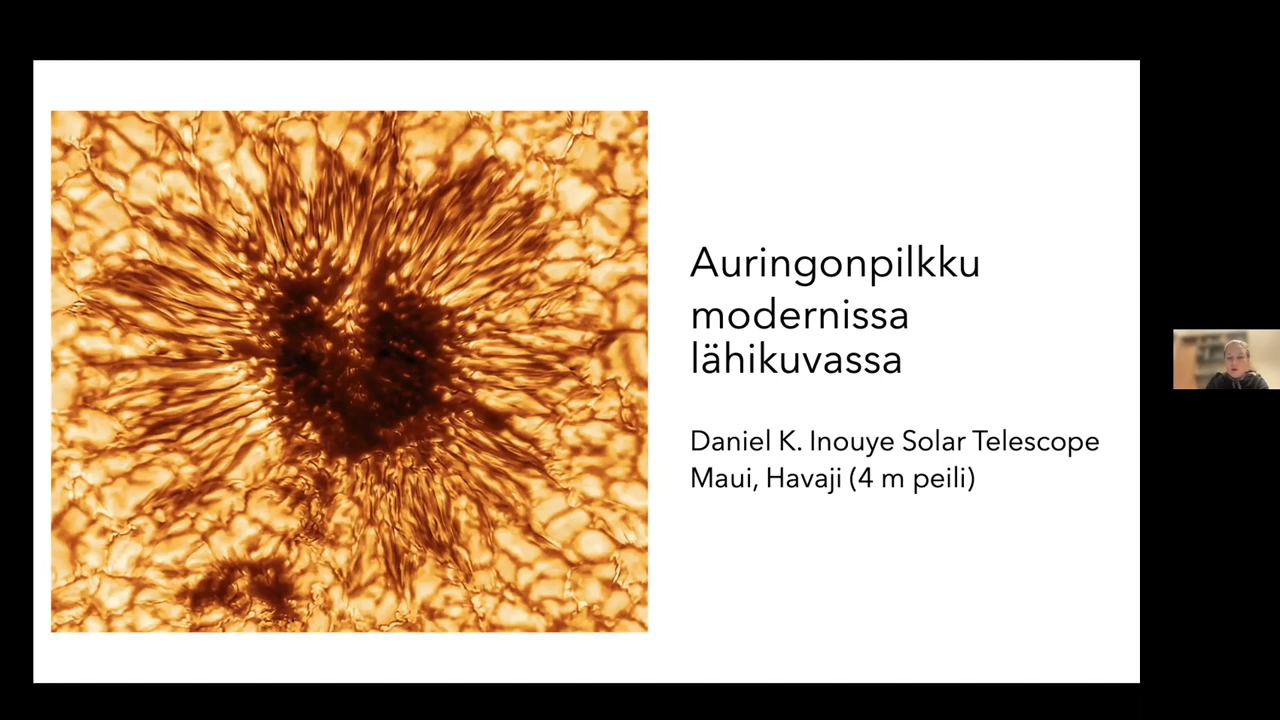 Auringonpilkku
modernissa
lähikuvassa
Daniel K. Inouye Solar Telescope
Maui, Havaji (4 m peili)